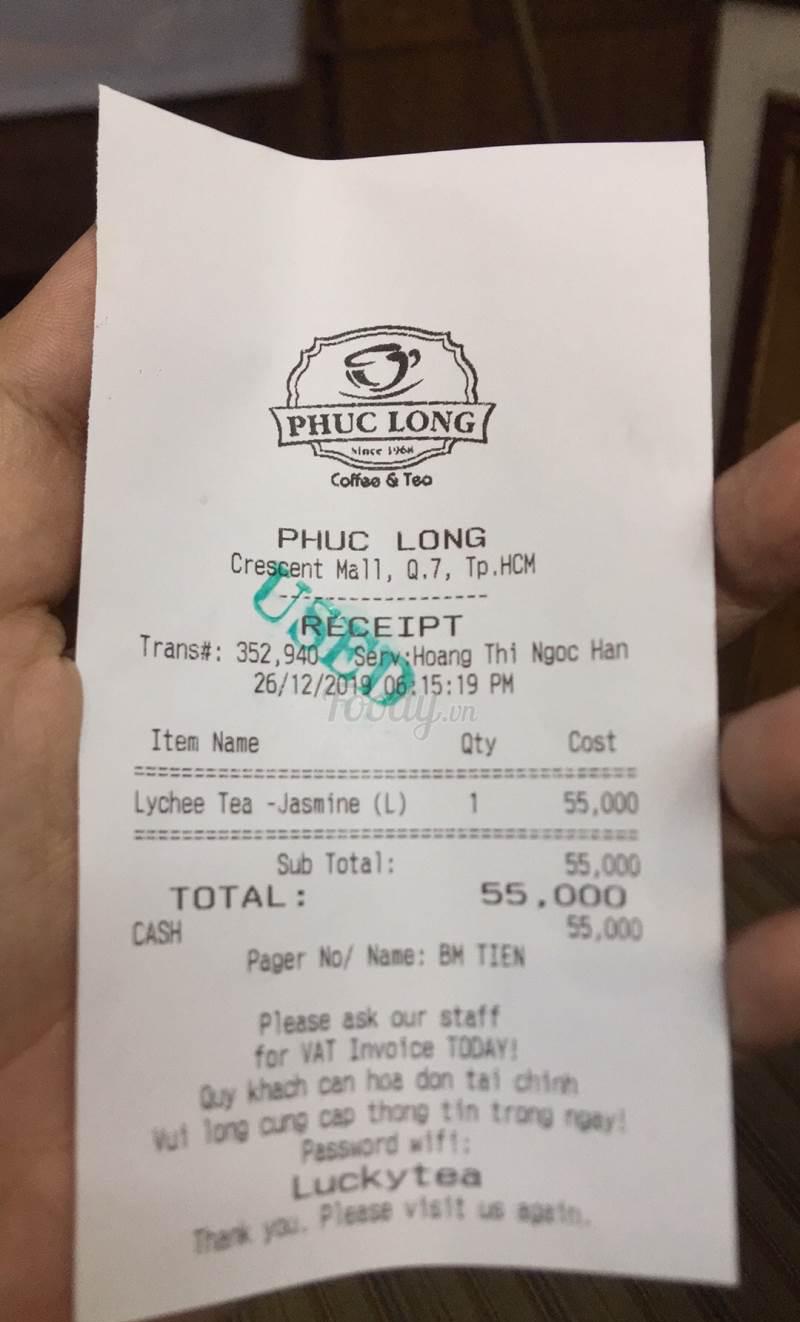 PHUC LONG
Since 1968
Coffee & Tea
PHUC LONG
Crescent Mall, Q.7, Tp.HCM
--------------------
USED
RECEIPT
Trans#: 352,940 Serv:Hoang Thi Ngoc Han
26/12/2019 06:15:19 PM
Foody.vn
Item Name Qty Cost
==========================================
Lychee Tea -Jasmine (L) 1 55,000
==========================================
Sub Total: 55,000
TOTAL: 55,000
CASH 55,000
Pager No/ Name: BM TIEN
Please ask our staff
for VAT Invoice TODAY!
Quy khach can hoa don tai chinh
Vui long cung cap thong tin trong ngay!
Password wifi:
Luckytea
Thank you. Please visit us again.